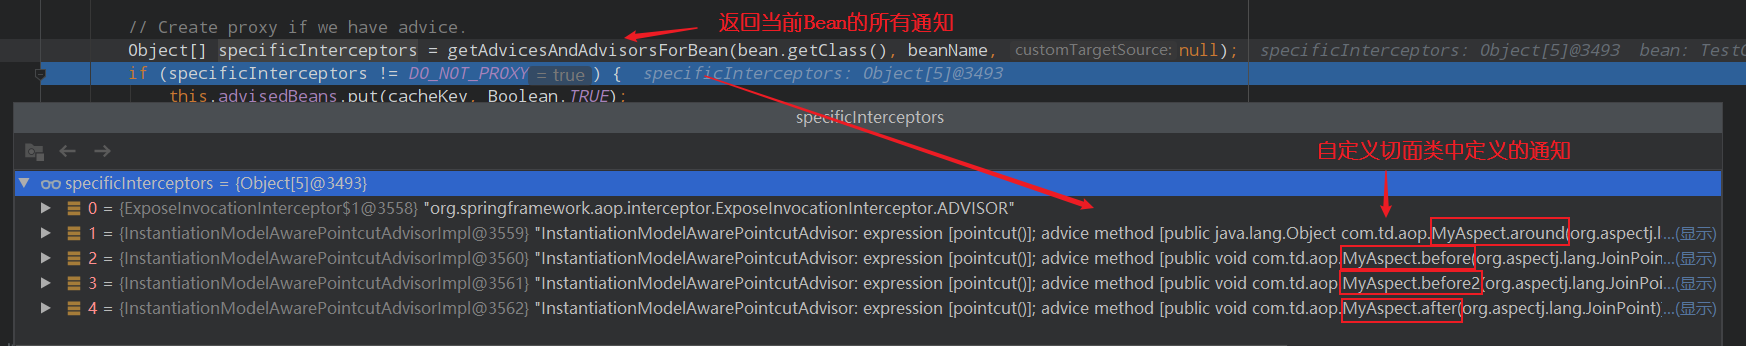 // Create proxy if we have advice.
返回当前Bean的所有通知
Object[] specificInterceptors = getAdvicesAndAdvisorsForBean(bean.getClass(), beanName, customTargetSource: null); specificInterceptors: Object[5]@3493 bean: Test
if (specificInterceptors != DO_NOT_PROXY = true ) { specificInterceptors: Object[5]@3493
this.advisedBeans.put(cacheKey, Boolean.TRUE);
specificInterceptors
自定义切面类中定义的通知
specificInterceptors = {Object[5]@3493}
0 = {ExposeInvocationInterceptor$1@3558} "org.springframework.aop.interceptor.ExposeInvocationInterceptor.ADVISOR"
1 = {InstantiationModelAwarePointcutAdvisorImpl@3559} "InstantiationModelAwarePointcutAdvisor: expression [pointcut()]; advice method [public java.lang.Object com.td.aop.MyAspect.around(org.aspectj.l...(显示)
2 = {InstantiationModelAwarePointcutAdvisorImpl@3560} "InstantiationModelAwarePointcutAdvisor: expression [pointcut()]; advice method [public void com.td.aop.MyAspect.before(org.aspectj.lang.JoinPoin...(显示)
3 = {InstantiationModelAwarePointcutAdvisorImpl@3561} "InstantiationModelAwarePointcutAdvisor: expression [pointcut()]; advice method [public void com.td.aop.MyAspect.before2(org.aspectj.lang.JoinPoi...(显示)
4 = {InstantiationModelAwarePointcutAdvisorImpl@3562} "InstantiationModelAwarePointcutAdvisor: expression [pointcut()]; advice method [public void com.td.aop.MyAspect.after(org.aspectj.lang.JoinPoint)...(显示)